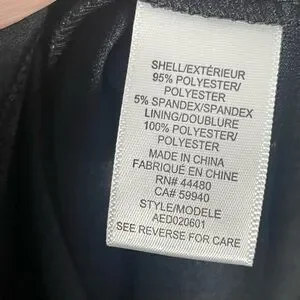 SHELL/EXTÉRIEUR
95% POLYESTER/
POLYESTER
5% SPANDEX/SPANDEX
LINING/DOUBLURE
100% POLYESTER/
POLYESTER
MADE IN CHINA
FABRIQUÉ EN CHINE
RN# 44480
CA# 59940
STYLE/MODELE
AED020601
SEE REVERSE FOR CARE